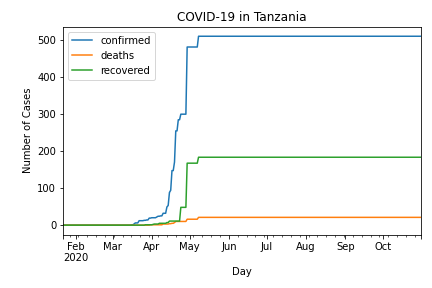 COVID-19 in Tanzania
confirmed
deaths
recovered
Number of Cases
500
400
300
200
100
0
Feb Mar Apr May Jun Jul Aug Sep Oct
2020
Day